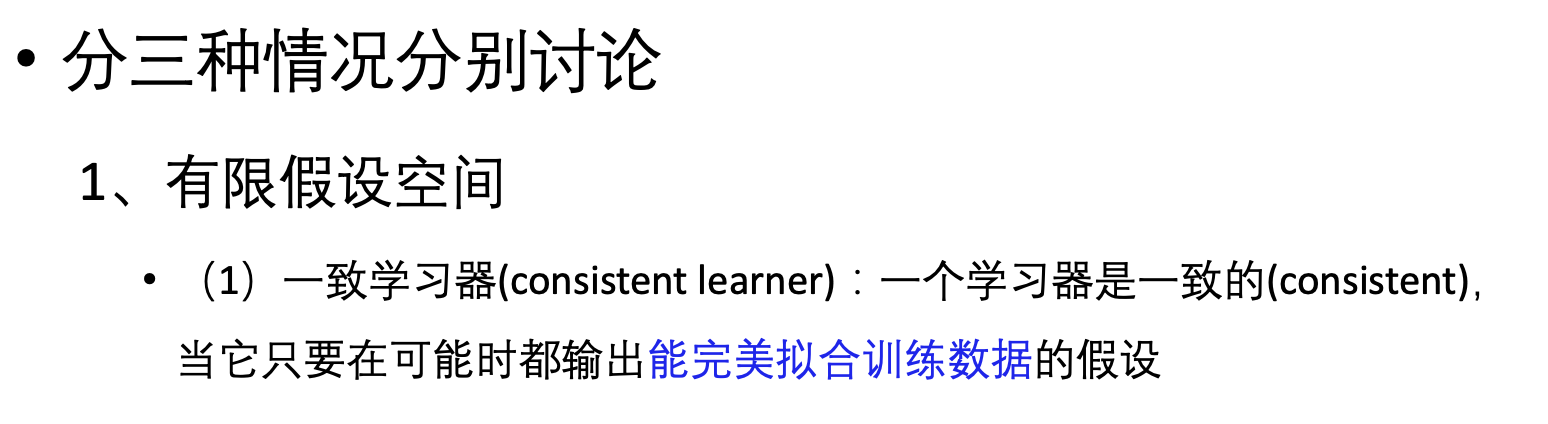 • 分三种情况分别讨论
1、有限假设空间
• （1）一致学习器(consistent learner)：一个学习器是一致的(consistent),
当它只要在可能时都输出能完美拟合训练数据的假设